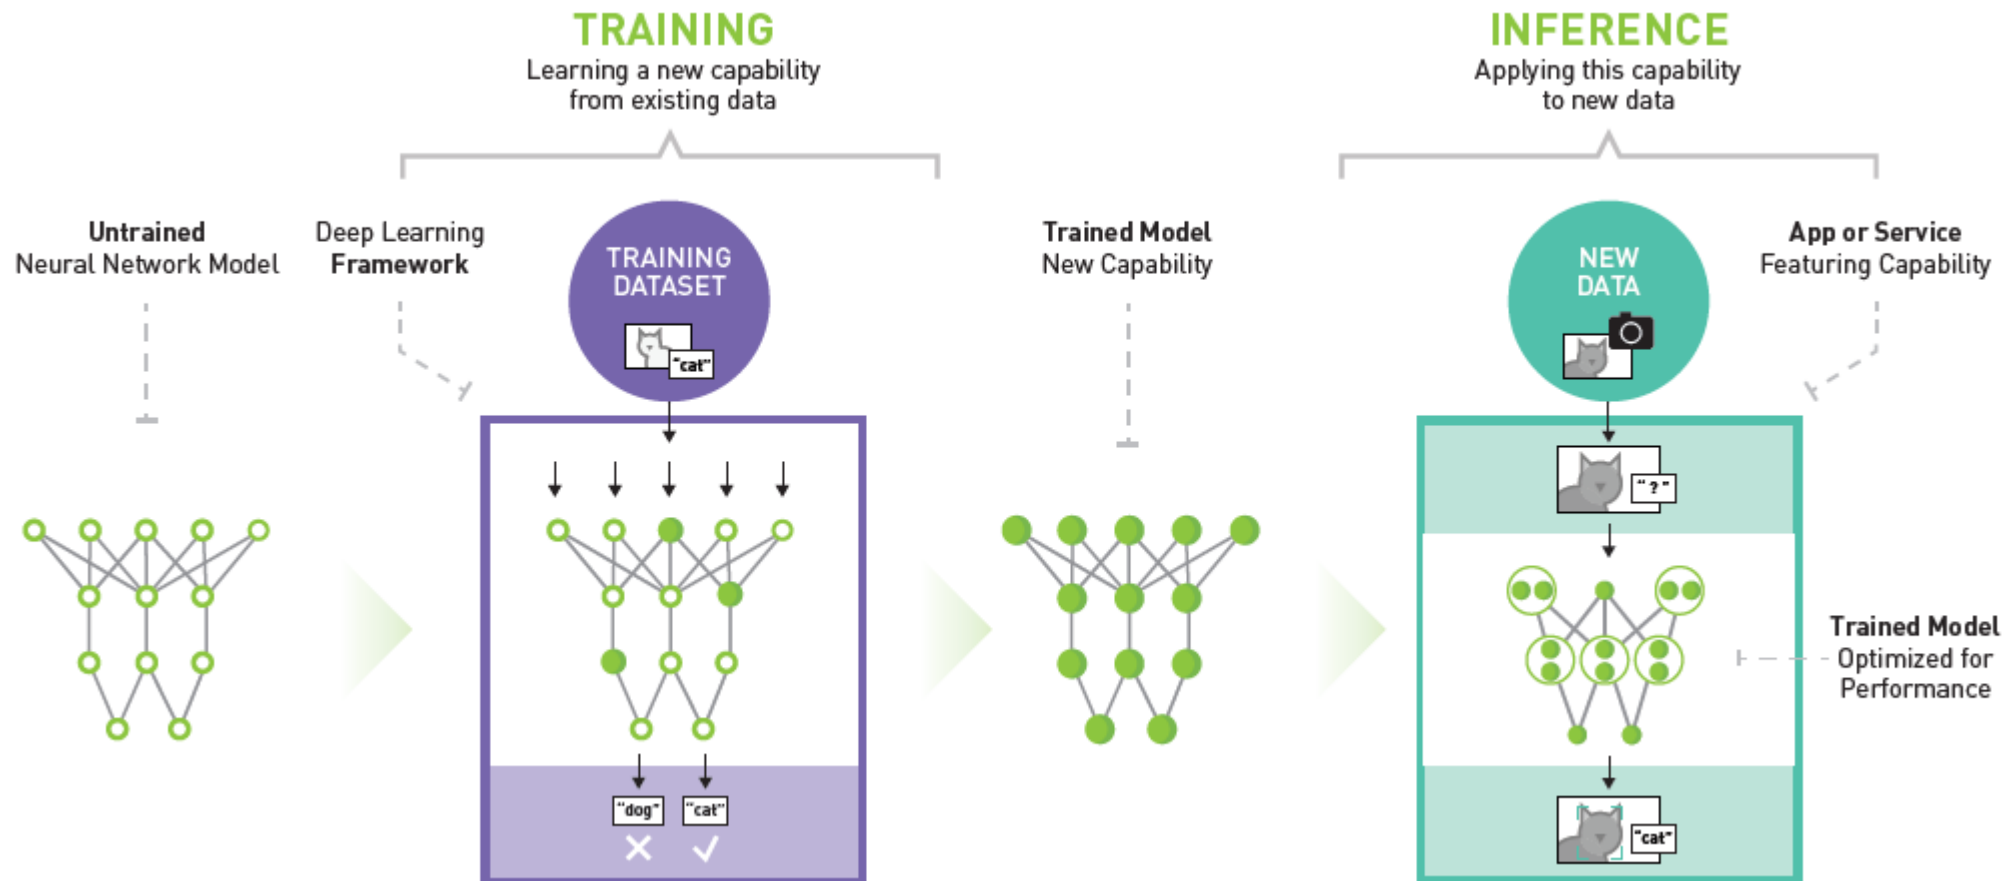 TRAINING
Learning a new capability
from existing data
INFERENCE
Applying this capability
to new data
Untrained
Neural Network Model
Deep Learning
Framework
TRAINING
DATASET
"cat"
Trained Model
New Capability
NEW
DATA
App or Service
Featuring Capability
"?"
Trained Model
Optimized for
Performance
"dog"
"cat"
"cat"